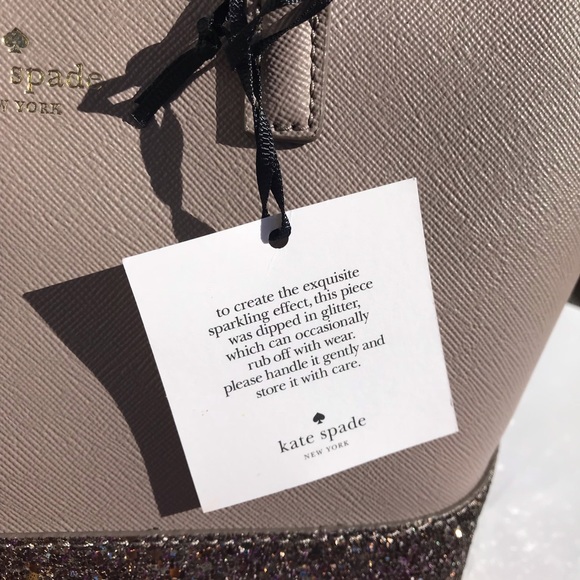 spade
NEW YORK
to create the exquisite
sparkling effect, this piece
was dipped in glitter,
which can occasionally
rub off with wear.
please handle it gently and
store it with care.
kate spade
NEW YORK